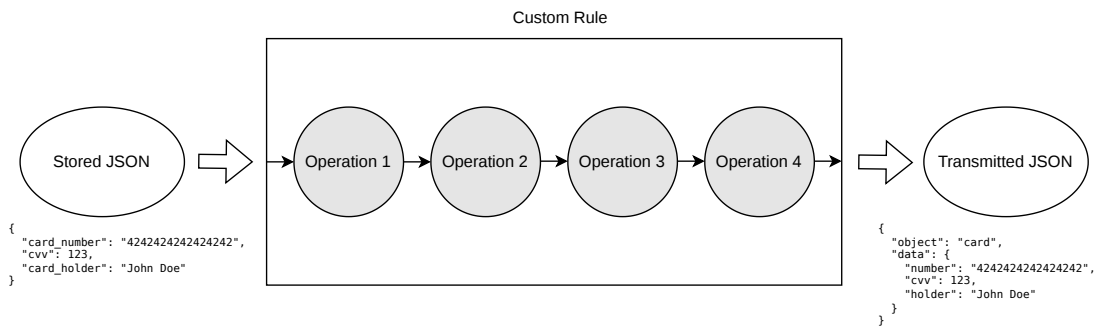 Custom Rule
Stored JSON
Operation 1
Operation 2
Operation 3
Operation 4
Transmitted JSON
{
  "card_number": "4242424242424242",
  "cvv": 123,
  "card_holder": "John Doe"
}
{
  "object": "card",
  "data": {
    "number": "4242424242424242",
    "cvv": 123,
    "holder": "John Doe"
  }
}